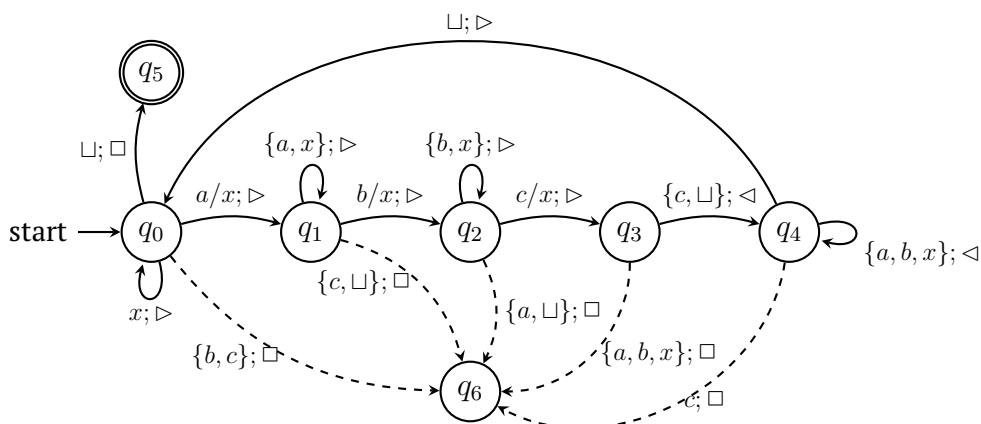 ⊔; ▷
q₅
⊔; □
{a, x}; ▷
{b, x}; ▷
a/x; ▷
b/x; ▷
c/x; ▷
{c, ⊔}; ◁
start
q₀
q₁
q₂
q₃
q₄
{a, b, x}; ◁
{c, ⊔}; □
x; ▷
{a, ⊔}; □
{b, c}; □
{a, b, x}; □
q₆
c; □